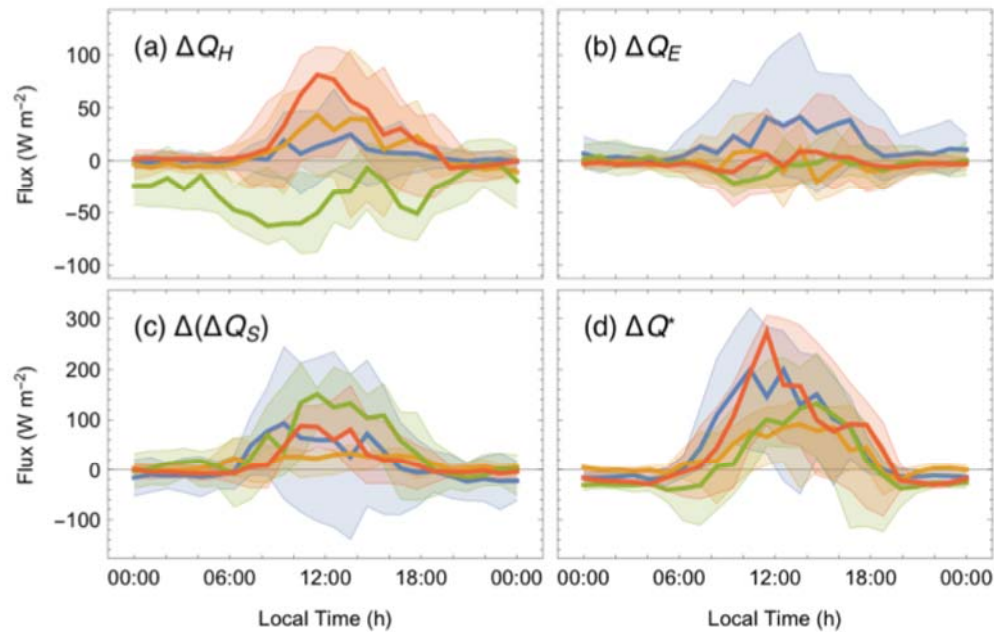 (a) ΔQ_H
(b) ΔQ_E
Flux (W m⁻²)
100
50
0
−50
−100
(c) Δ(ΔQ_S)
(d) ΔQ*
Flux (W m⁻²)
300
200
100
0
−100
00:00 06:00 12:00 18:00 00:00
00:00 06:00 12:00 18:00 00:00
Local Time (h)
Local Time (h)